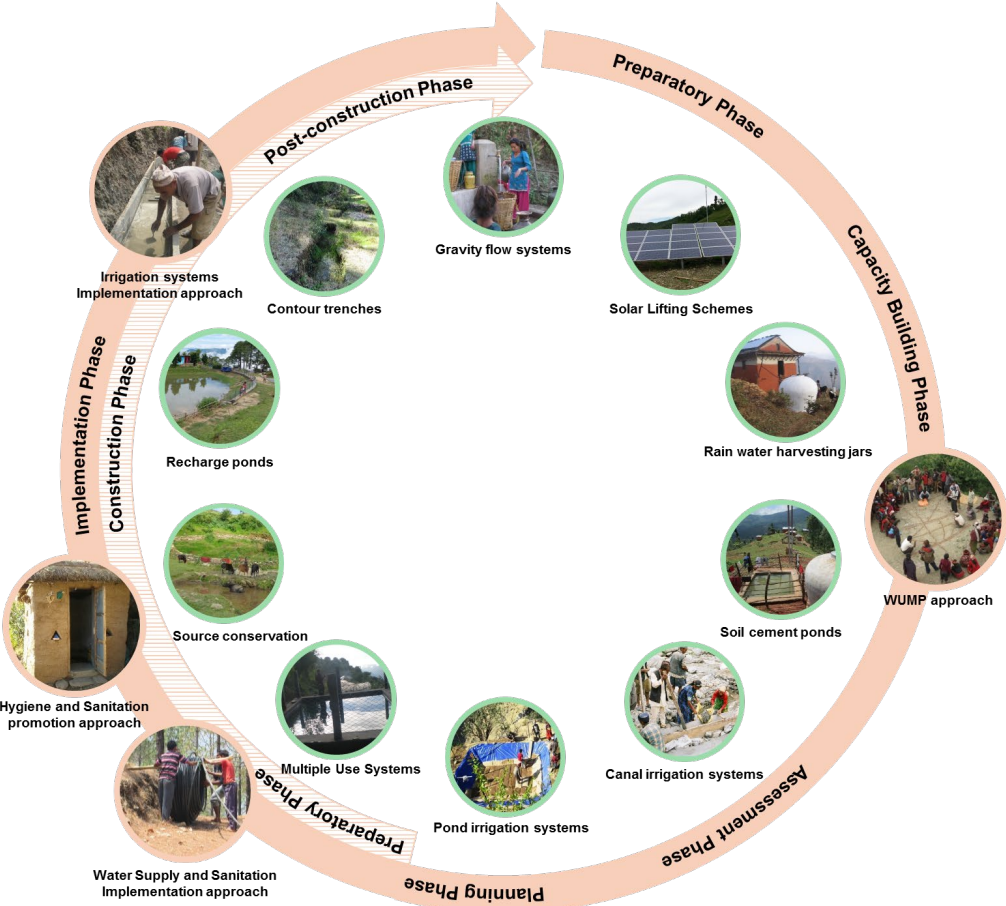 Preparatory Phase
Post-construction Phase
Gravity flow systems
Capacity Building Phase
Irrigation systems
Implementation approach
Contour trenches
Solar Lifting Schemes
Implementation Phase
Construction Phase
Recharge ponds
Rain water harvesting jars
WUMP approach
Source conservation
Soil cement ponds
Hygiene and Sanitation
promotion approach
Multiple Use Systems
Canal irrigation systems
Assessment Phase
Preparatory Phase
Pond irrigation systems
Water Supply and Sanitation
Implementation approach
Planning Phase